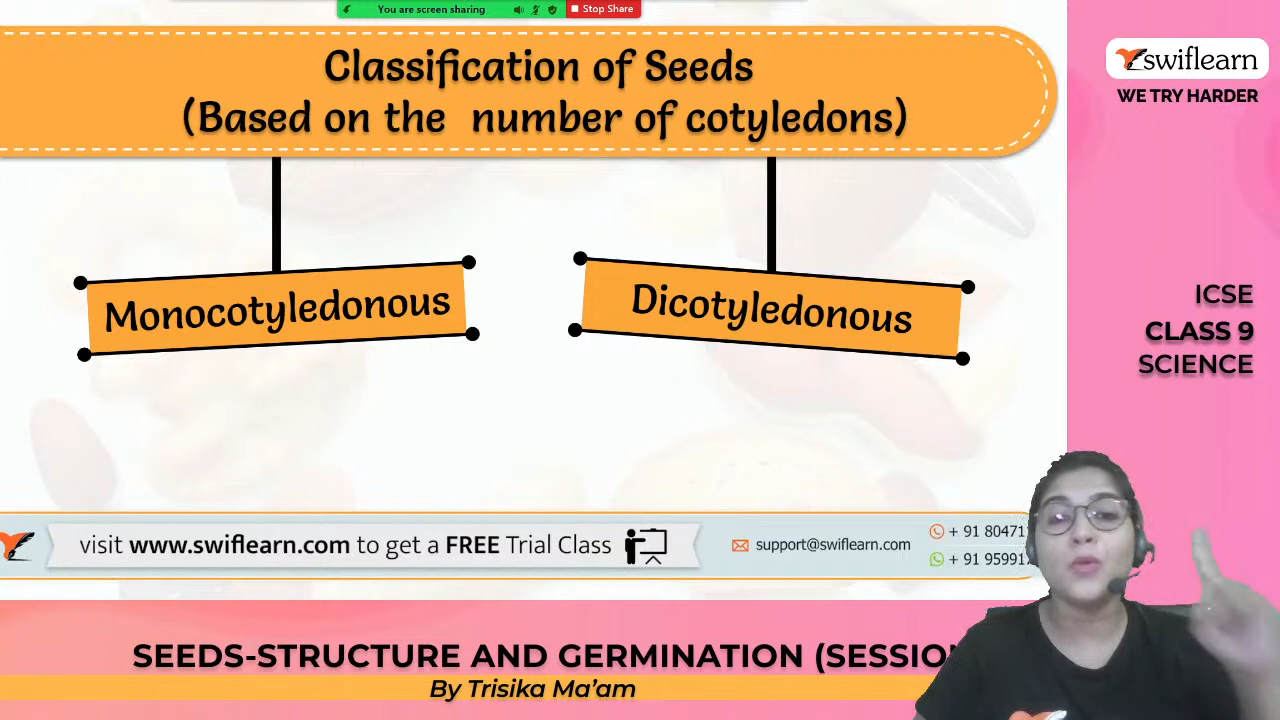 You are screen sharing
Stop Share
Classification of Seeds
(Based on the number of cotyledons)
swiflearn
WE TRY HARDER
Monocotyledonous
Dicotyledonous
ICSE
CLASS 9
SCIENCE
visit www.swiflearn.com to get a FREE Trial Class
support@swiflearn.com
+ 91 80471
+ 91 9599
SEEDS-STRUCTURE AND GERMINATION
By Trisika Ma'am